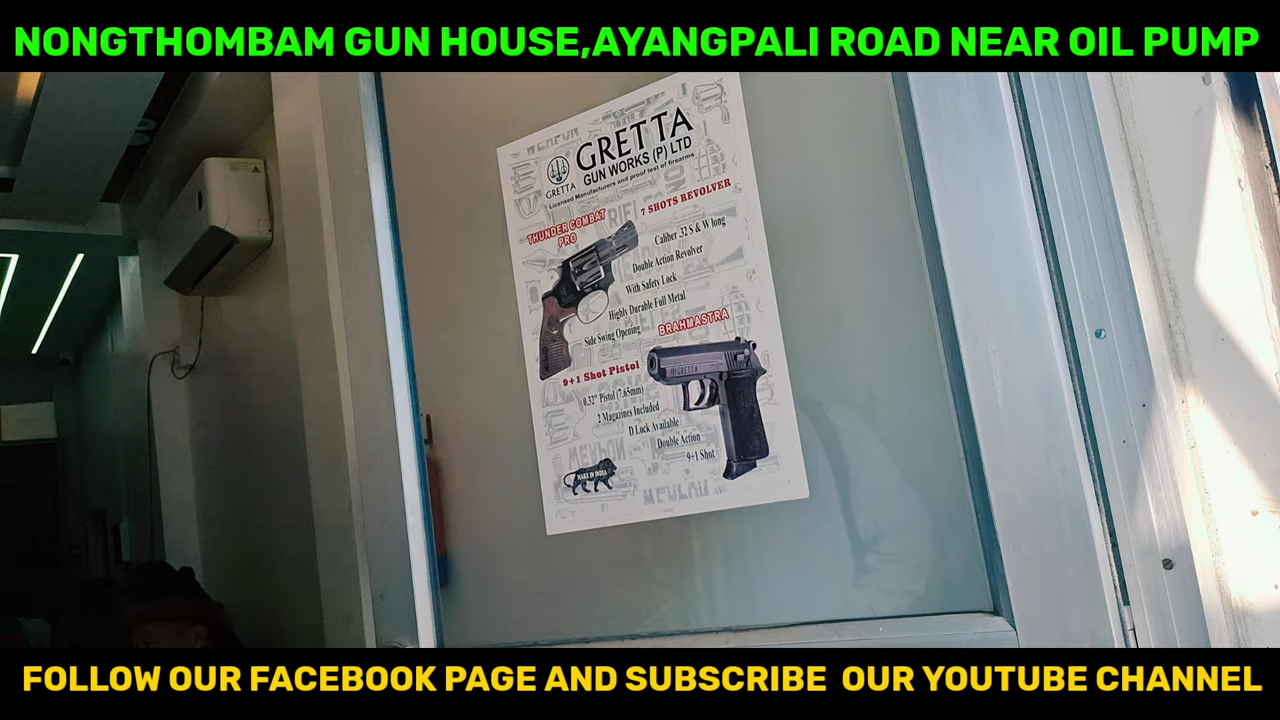 NONGTHOMBAM GUN HOUSE,AYANGPALI ROAD NEAR OIL PUMP
GRETTA
GRETTA
GUN WORKS (P) LTD
Licensed Manufacturers and proof test of firearms
THUNDER COMBAT
PRO
7 SHOTS REVOLVER
Caliber .32 S & W long
Double Action Revolver
With Safety Lock
Highly Durable Full Metal
Side Swing Opening
BRAHMASTRA
GRETTA
9+1 Shot Pistol
0.32" Pistol (7.65mm)
2 Magazines Included
D Lock Available
Double Action
9+1 Shot
MAKE IN INDIA
FOLLOW OUR FACEBOOK PAGE AND SUBSCRIBE OUR YOUTUBE CHANNEL